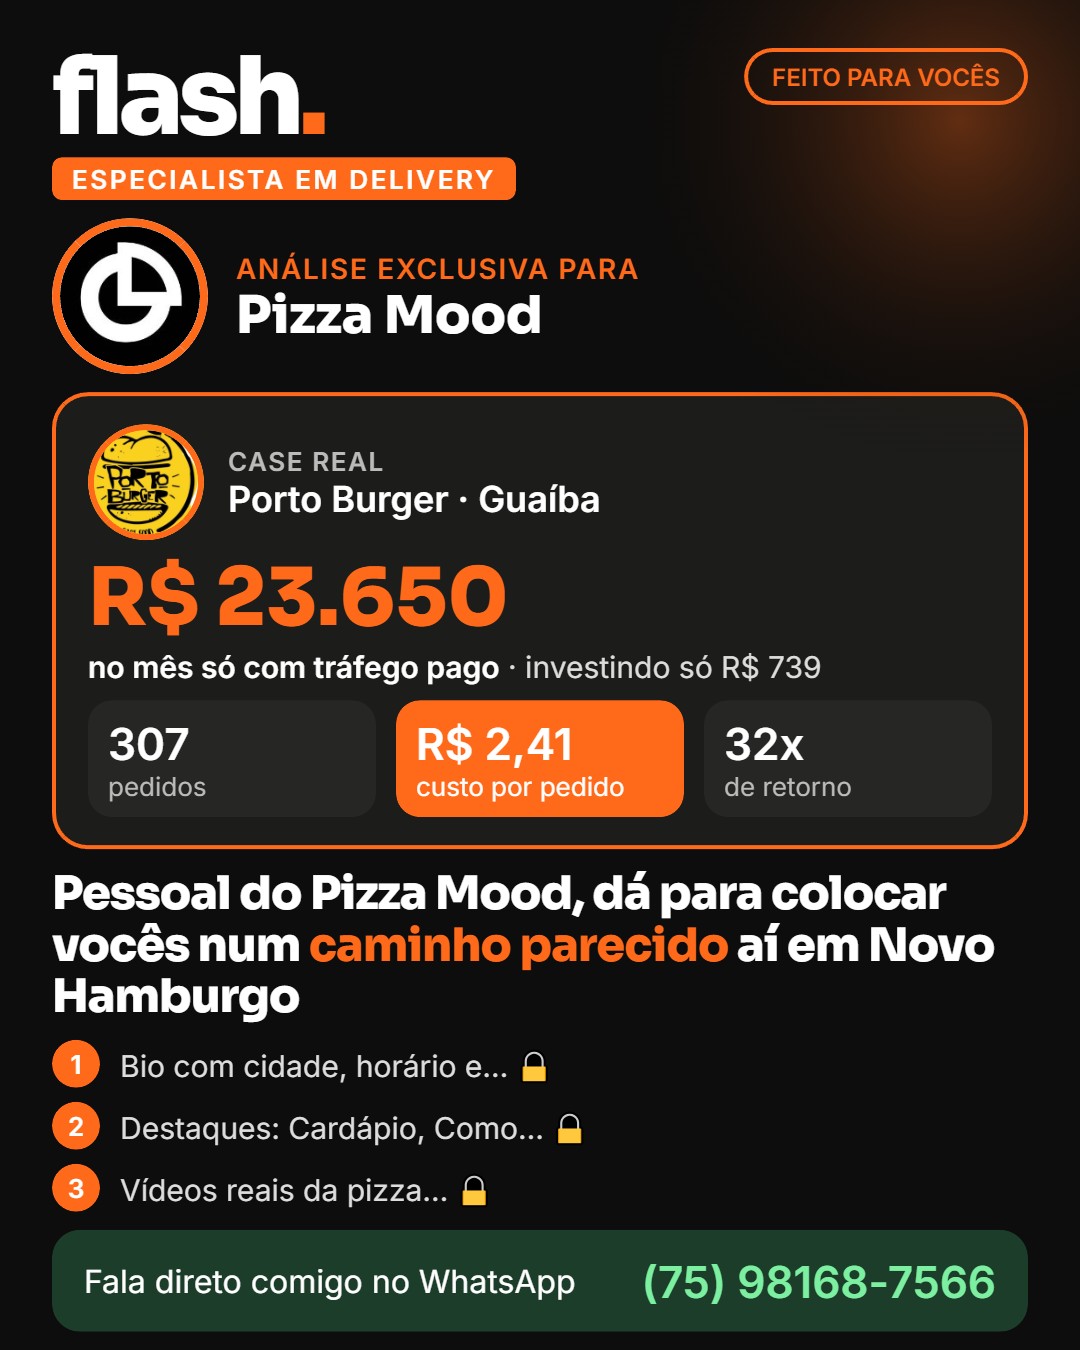 flash.
FEITO PARA VOCÊS
ESPECIALISTA EM DELIVERY
ANÁLISE EXCLUSIVA PARA
Pizza Mood
PORTO
BURGER
CASE REAL
Porto Burger · Guaíba
R$ 23.650
no mês só com tráfego pago · investindo só R$ 739
307
pedidos
R$ 2,41
custo por pedido
32x
de retorno
Pessoal do Pizza Mood, dá para colocar
vocês num caminho parecido aí em Novo
Hamburgo
1 Bio com cidade, horário e...
2 Destaques: Cardápio, Como...
3 Vídeos reais da pizza...
Fala direto comigo no WhatsApp (75) 98168-7566